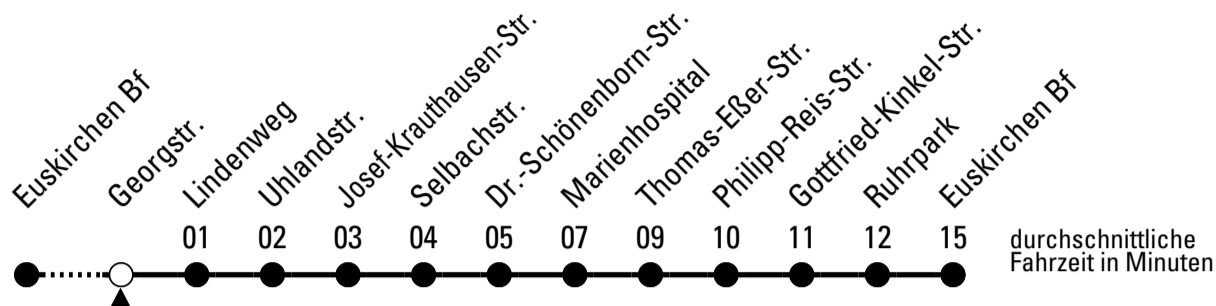 Euskirchen Bf
Georgstr.
Lindenweg
Uhlandstr.
Josef-Krauthausen-Str.
Selbachstr.
Dr.-Schönenborn-Str.
Marienhospital
Thomas-Eßer-Str.
Philipp-Reis-Str.
Gottfried-Kinkel-Str.
Ruhrpark
Euskirchen Bf
01 02 03 04 05 07 09 10 11 12 15
durchschnittliche
Fahrzeit in Minuten